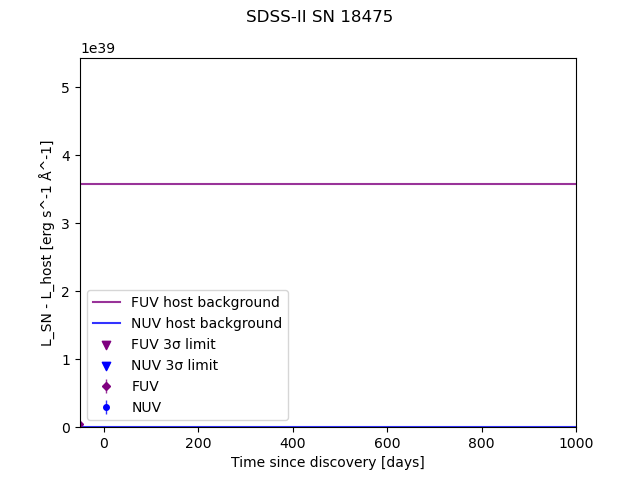 SDSS-II SN 18475
1e39
L_SN - L_host [erg s^-1 Å^-1]
5
4
3
2
1
0
FUV host background
NUV host background
FUV 3σ limit
NUV 3σ limit
FUV
NUV
0 200 400 600 800 1000
Time since discovery [days]